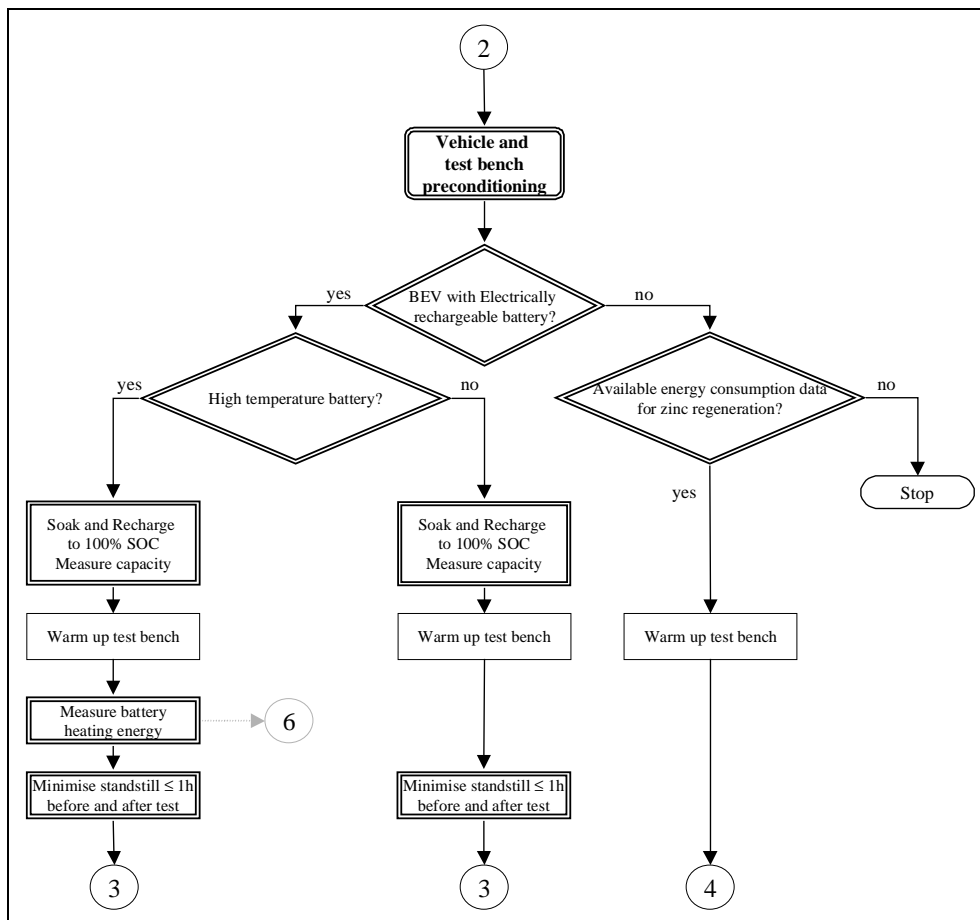 2
Vehicle and
test bench
preconditioning
yes
BEV with Electrically
rechargeable battery?
no
yes
High temperature battery?
no
Available energy consumption data
for zinc regeneration?
no
yes
Stop
Soak and Recharge
to 100% SOC
Measure capacity
Soak and Recharge
to 100% SOC
Measure capacity
Warm up test bench
Warm up test bench
Warm up test bench
Measure battery
heating energy
6
Minimise standstill ≤ 1h
before and after test
Minimise standstill ≤ 1h
before and after test
3
3
4